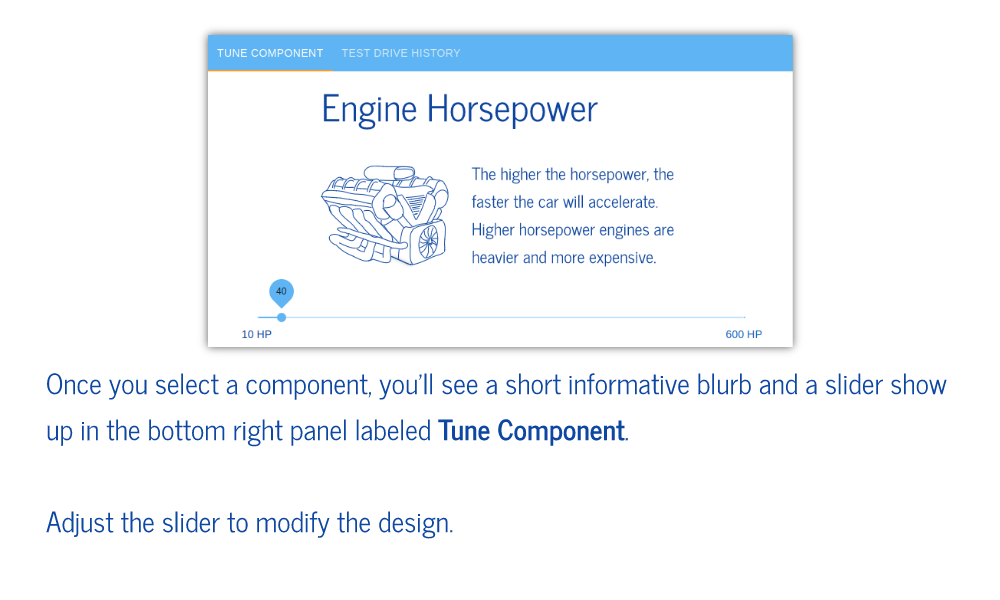 TUNE COMPONENT TEST DRIVE HISTORY
Engine Horsepower
The higher the horsepower, the
faster the car will accelerate.
Higher horsepower engines are
heavier and more expensive.
40
10 HP 600 HP
Once you select a component, you'll see a short informative blurb and a slider show
up in the bottom right panel labeled Tune Component.
Adjust the slider to modify the design.